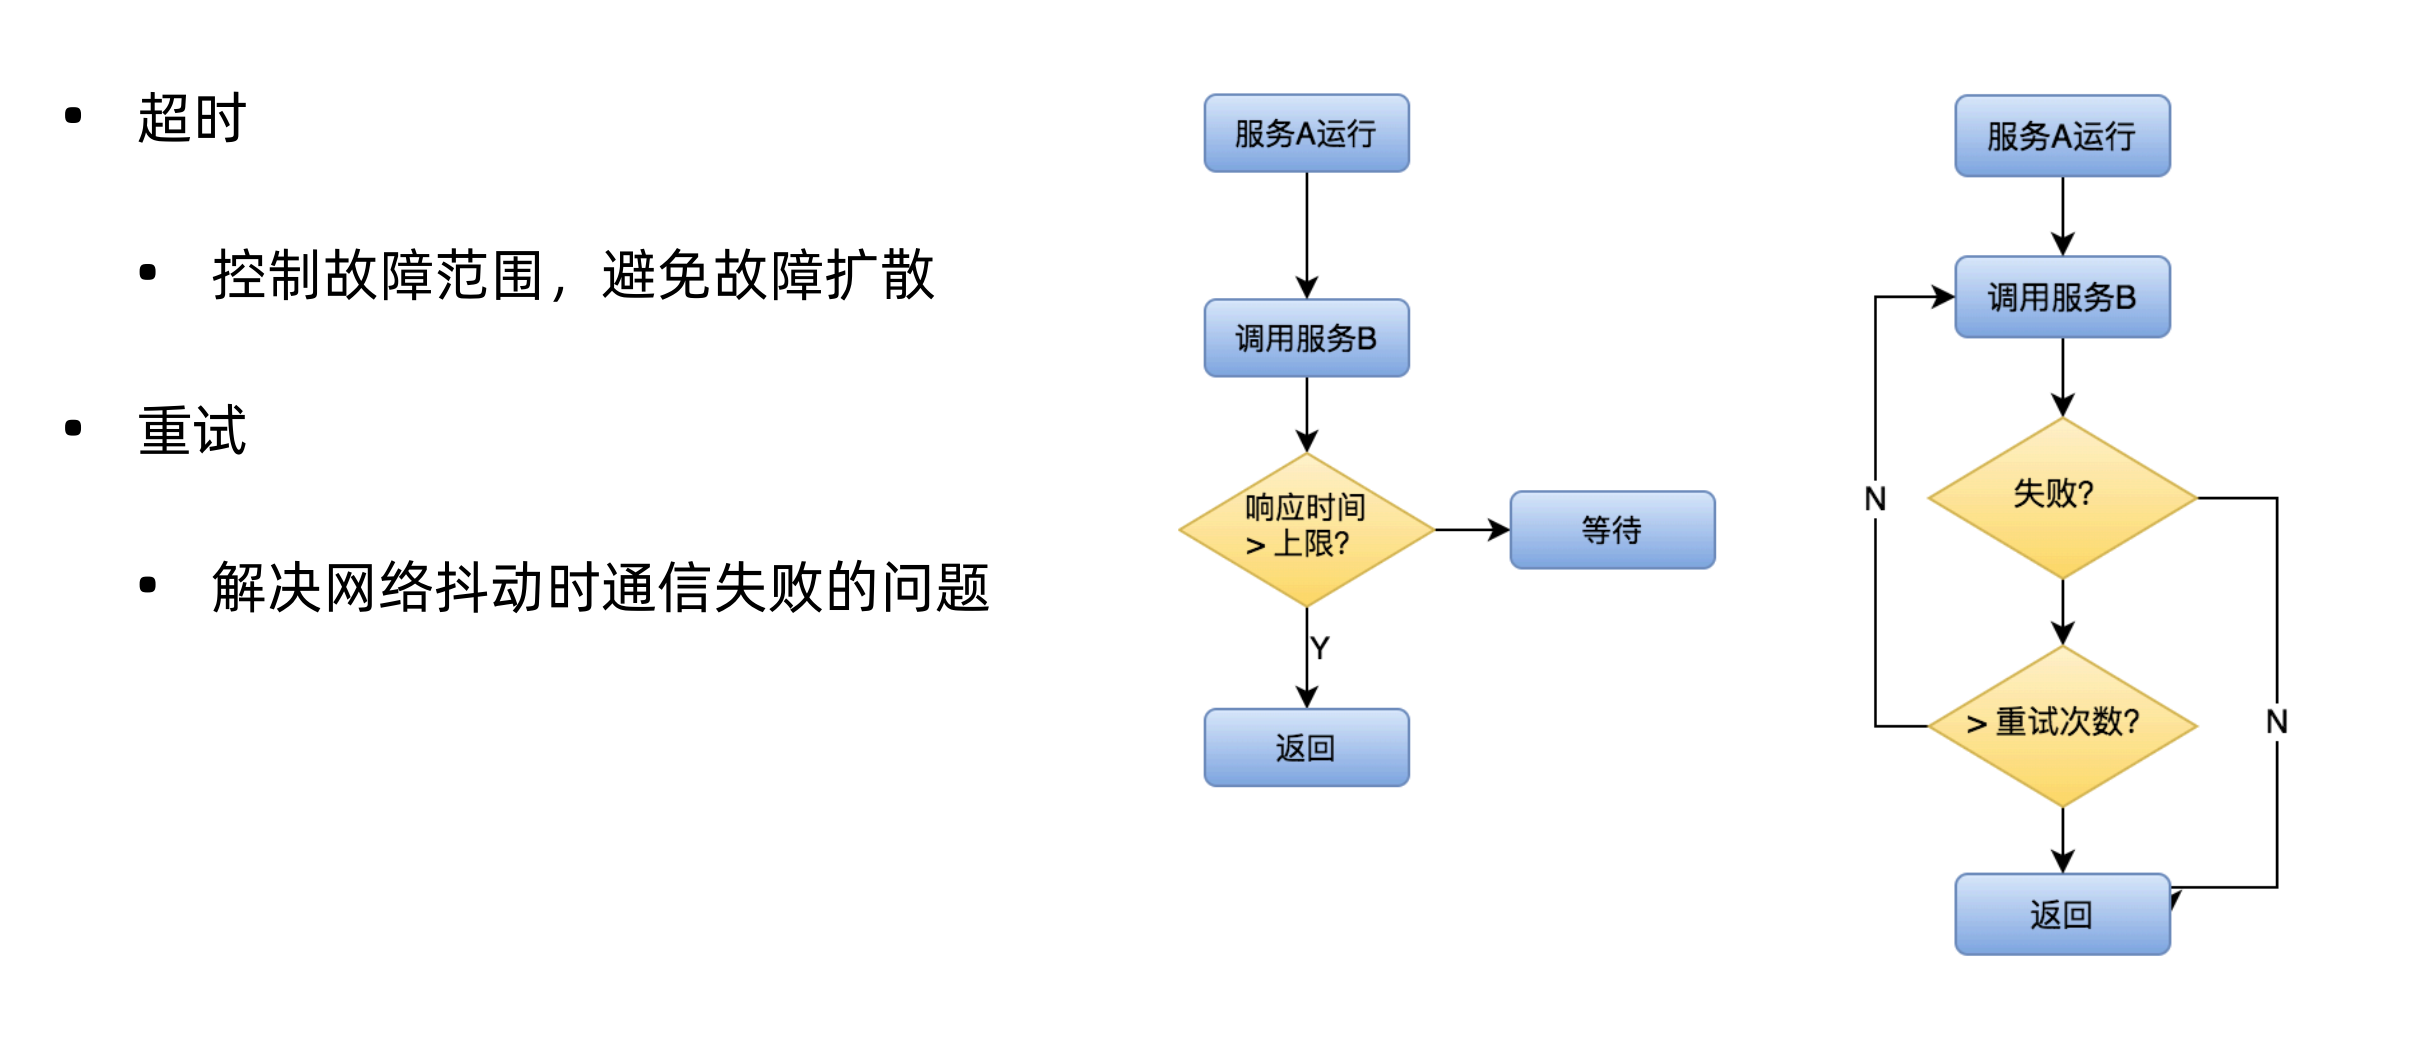 超时
控制故障范围，避免故障扩散
重试
解决网络抖动时通信失败的问题
服务A运行
调用服务B
响应时间
> 上限?
等待
Y
返回
服务A运行
调用服务B
失败?
N
> 重试次数?
N
返回